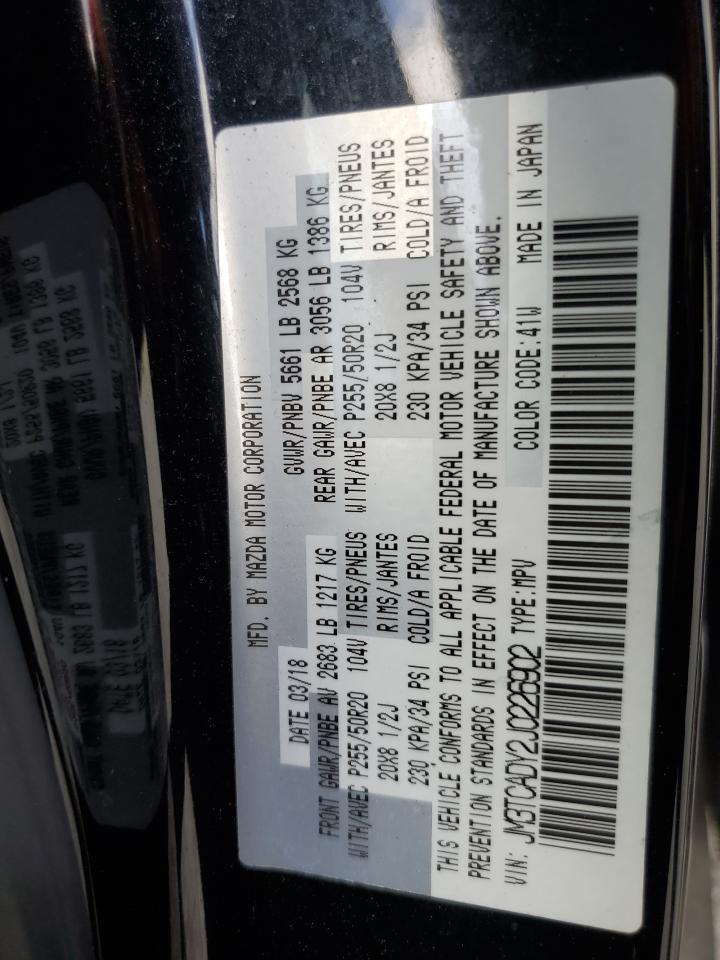 MFD. BY MAZDA MOTOR CORPORATION
DATE 03/18 GVWR/PNBV 5661 LB 2568 KG
FRONT GAWR/PNBE AV 2683 LB 1217 KG REAR GAWR/PNBE AR 3056 LB 1386 KG
WITH/AVEC P255/50R20 104V TIRES/PNEUS WITH/AVEC P255/50R20 104V TIRES/PNEUS
20X8 1/2J RIMS/JANTES 20X8 1/2J RIMS/JANTES
230 KPA/34 PSI COLD/A FROID 230 KPA/34 PSI COLD/A FROID
THIS VEHICLE CONFORMS TO ALL APPLICABLE FEDERAL MOTOR VEHICLE SAFETY AND THEFT
PREVENTION STANDARDS IN EFFECT ON THE DATE OF MANUFACTURE SHOWN ABOVE.
VIN: JM3TCADY2J0226902 TYPE:MPV COLOR CODE:41W MADE IN JAPAN